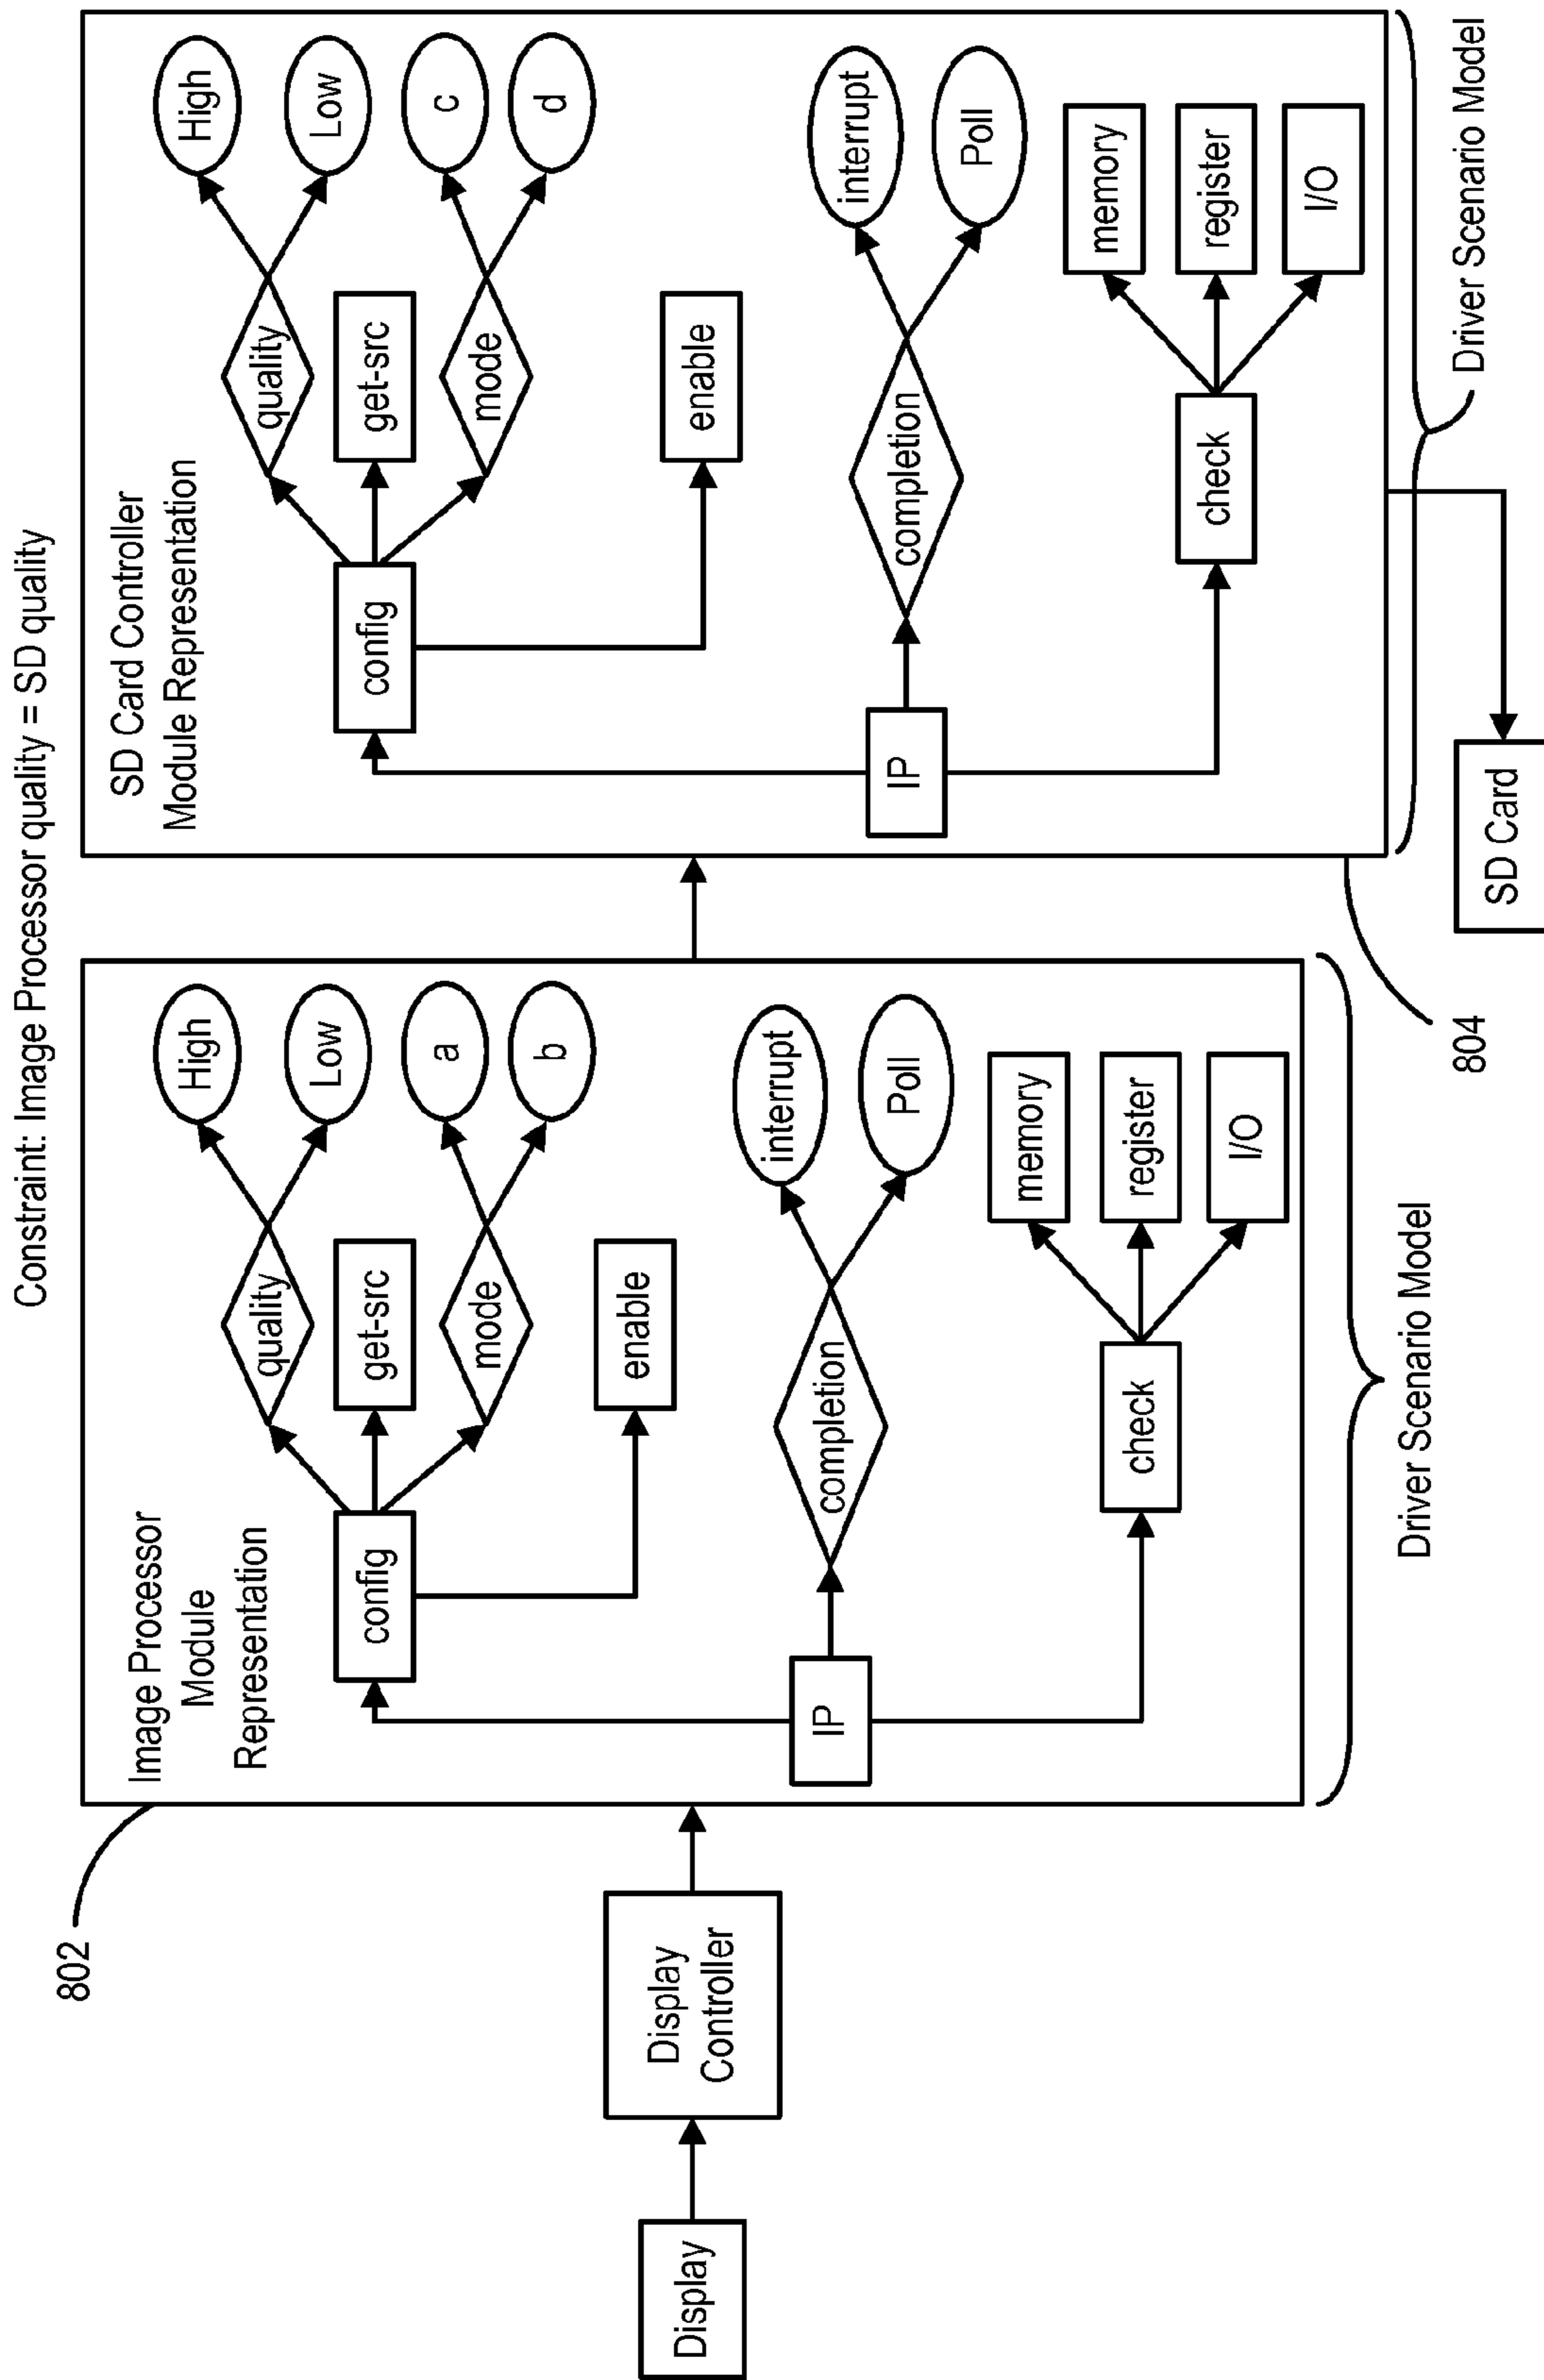 Constraint: Image Processor quality = SD quality
802
Display
Display
Controller
Image Processor
Module
Representation
config
quality
High
Low
get-src
mode
a
b
enable
IP
completion
interrupt
Poll
check
memory
register
I/O
Driver Scenario Model
SD Card Controller
Module Representation
config
quality
High
Low
get-src
mode
c
d
enable
IP
completion
interrupt
Poll
check
memory
register
I/O
Driver Scenario Model
804
SD Card